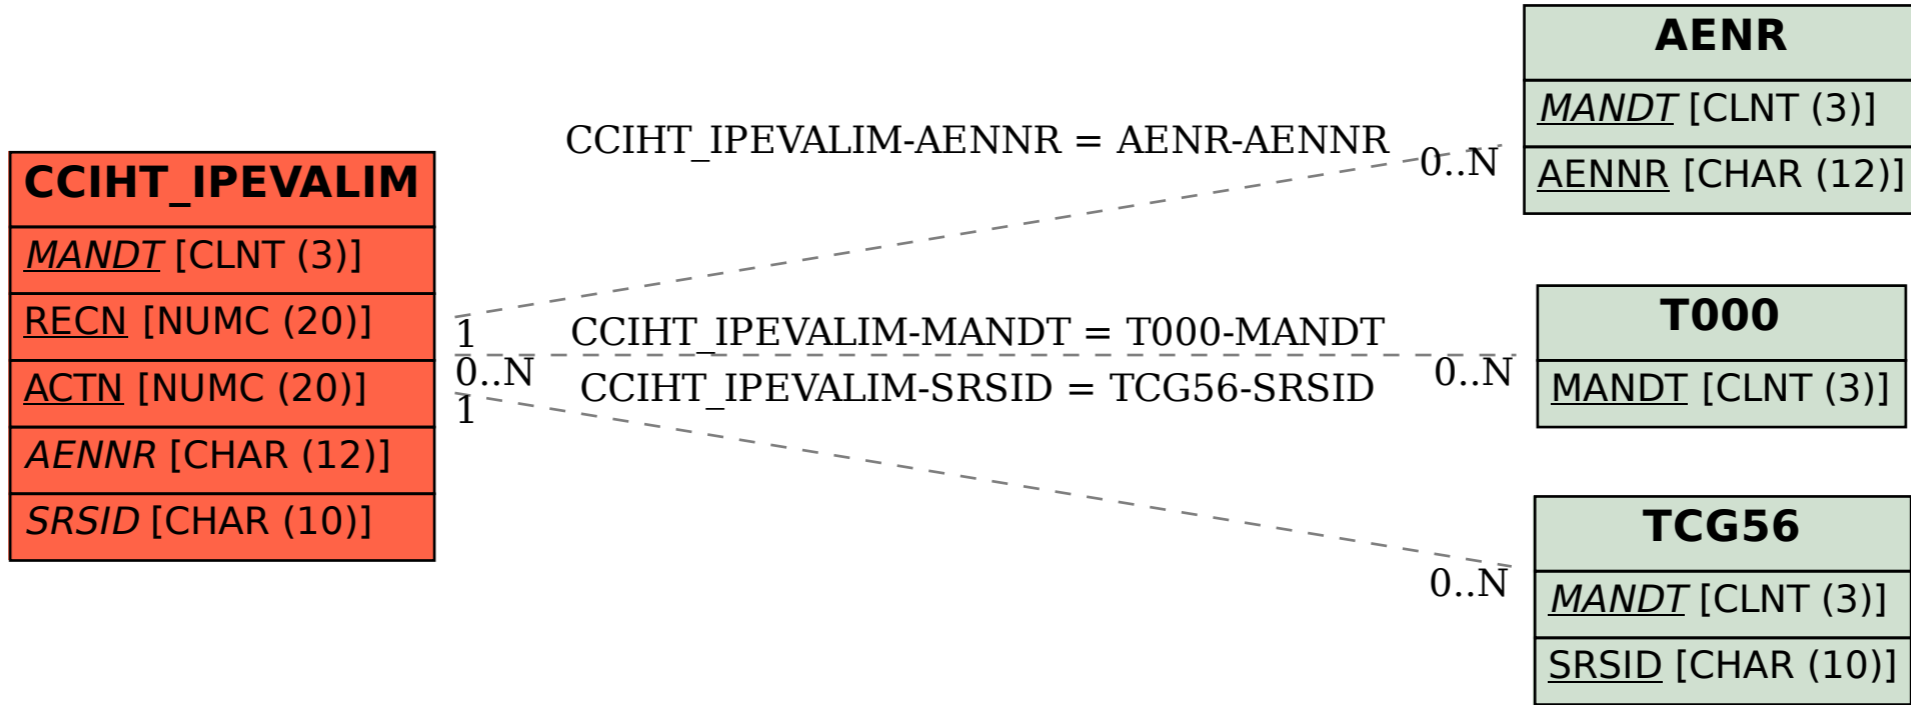 CCIHT_IPEVALIM
MANDT [CLNT (3)]
RECN [NUMC (20)]
ACTN [NUMC (20)]
AENNR [CHAR (12)]
SRSID [CHAR (10)]
CCIHT_IPEVALIM-AENNR = AENR-AENNR
0..N
1
CCIHT_IPEVALIM-MANDT = T000-MANDT
0..N
0..N
CCIHT_IPEVALIM-SRSID = TCG56-SRSID
1
0..N
AENR
MANDT [CLNT (3)]
AENNR [CHAR (12)]
T000
MANDT [CLNT (3)]
TCG56
MANDT [CLNT (3)]
SRSID [CHAR (10)]